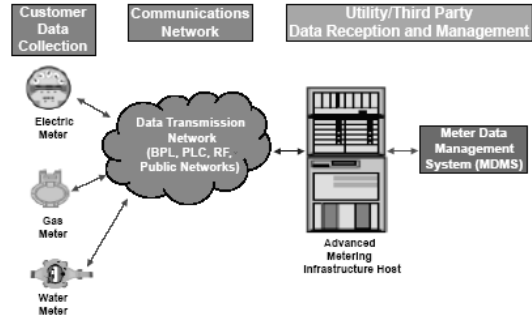 Customer
Data
Collection
Communications
Network
Utility/Third Party
Data Reception and Management
Electric
Meter
Gas
Meter
Water
Meter
Data Transmission
Network
(BPL, PLC, RF,
Public Networks)
Advanced
Metering
Infrastructure Host
Meter Data
Management
System (MDMS)